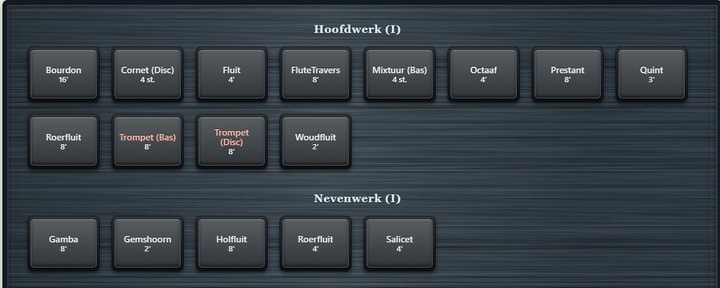 Hoofdwerk (I)
Bourdon
16'
Cornet (Disc)
4 st.
Fluit
4'
FluteTravers
8'
Mixtuur (Bas)
4 st.
Octaaf
4'
Prestant
8'
Quint
3'
Roerfluit
8'
Trompet (Bas)
8'
Trompet
(Disc)
8'
Woudfluit
2'
Nevenwerk (I)
Gamba
8'
Gemshoorn
2'
Holfluit
8'
Roerfluit
4'
Salicet
4'